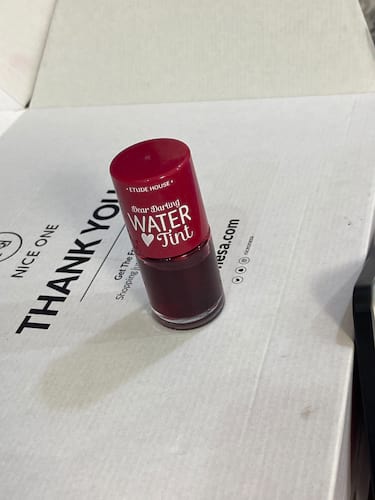 • ETUDE HOUSE •
Dear Darling
WATER
Tint
NICE ONE
THANK YOU
Get The
Shopping
esa.com